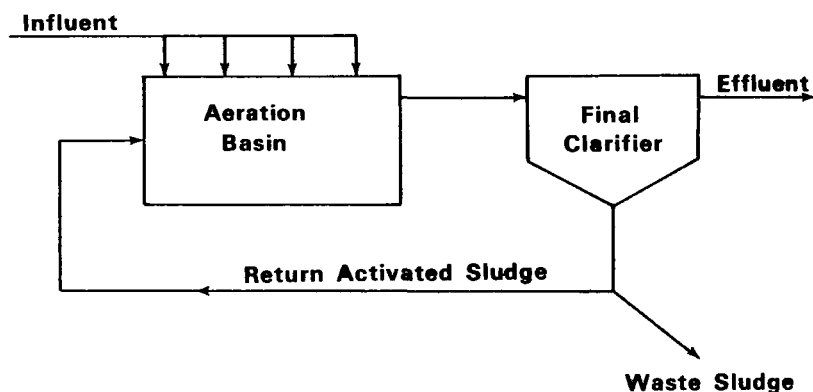 Influent
Aeration
Basin
Final
Clarifier
Effluent
Return Activated Sludge
Waste Sludge